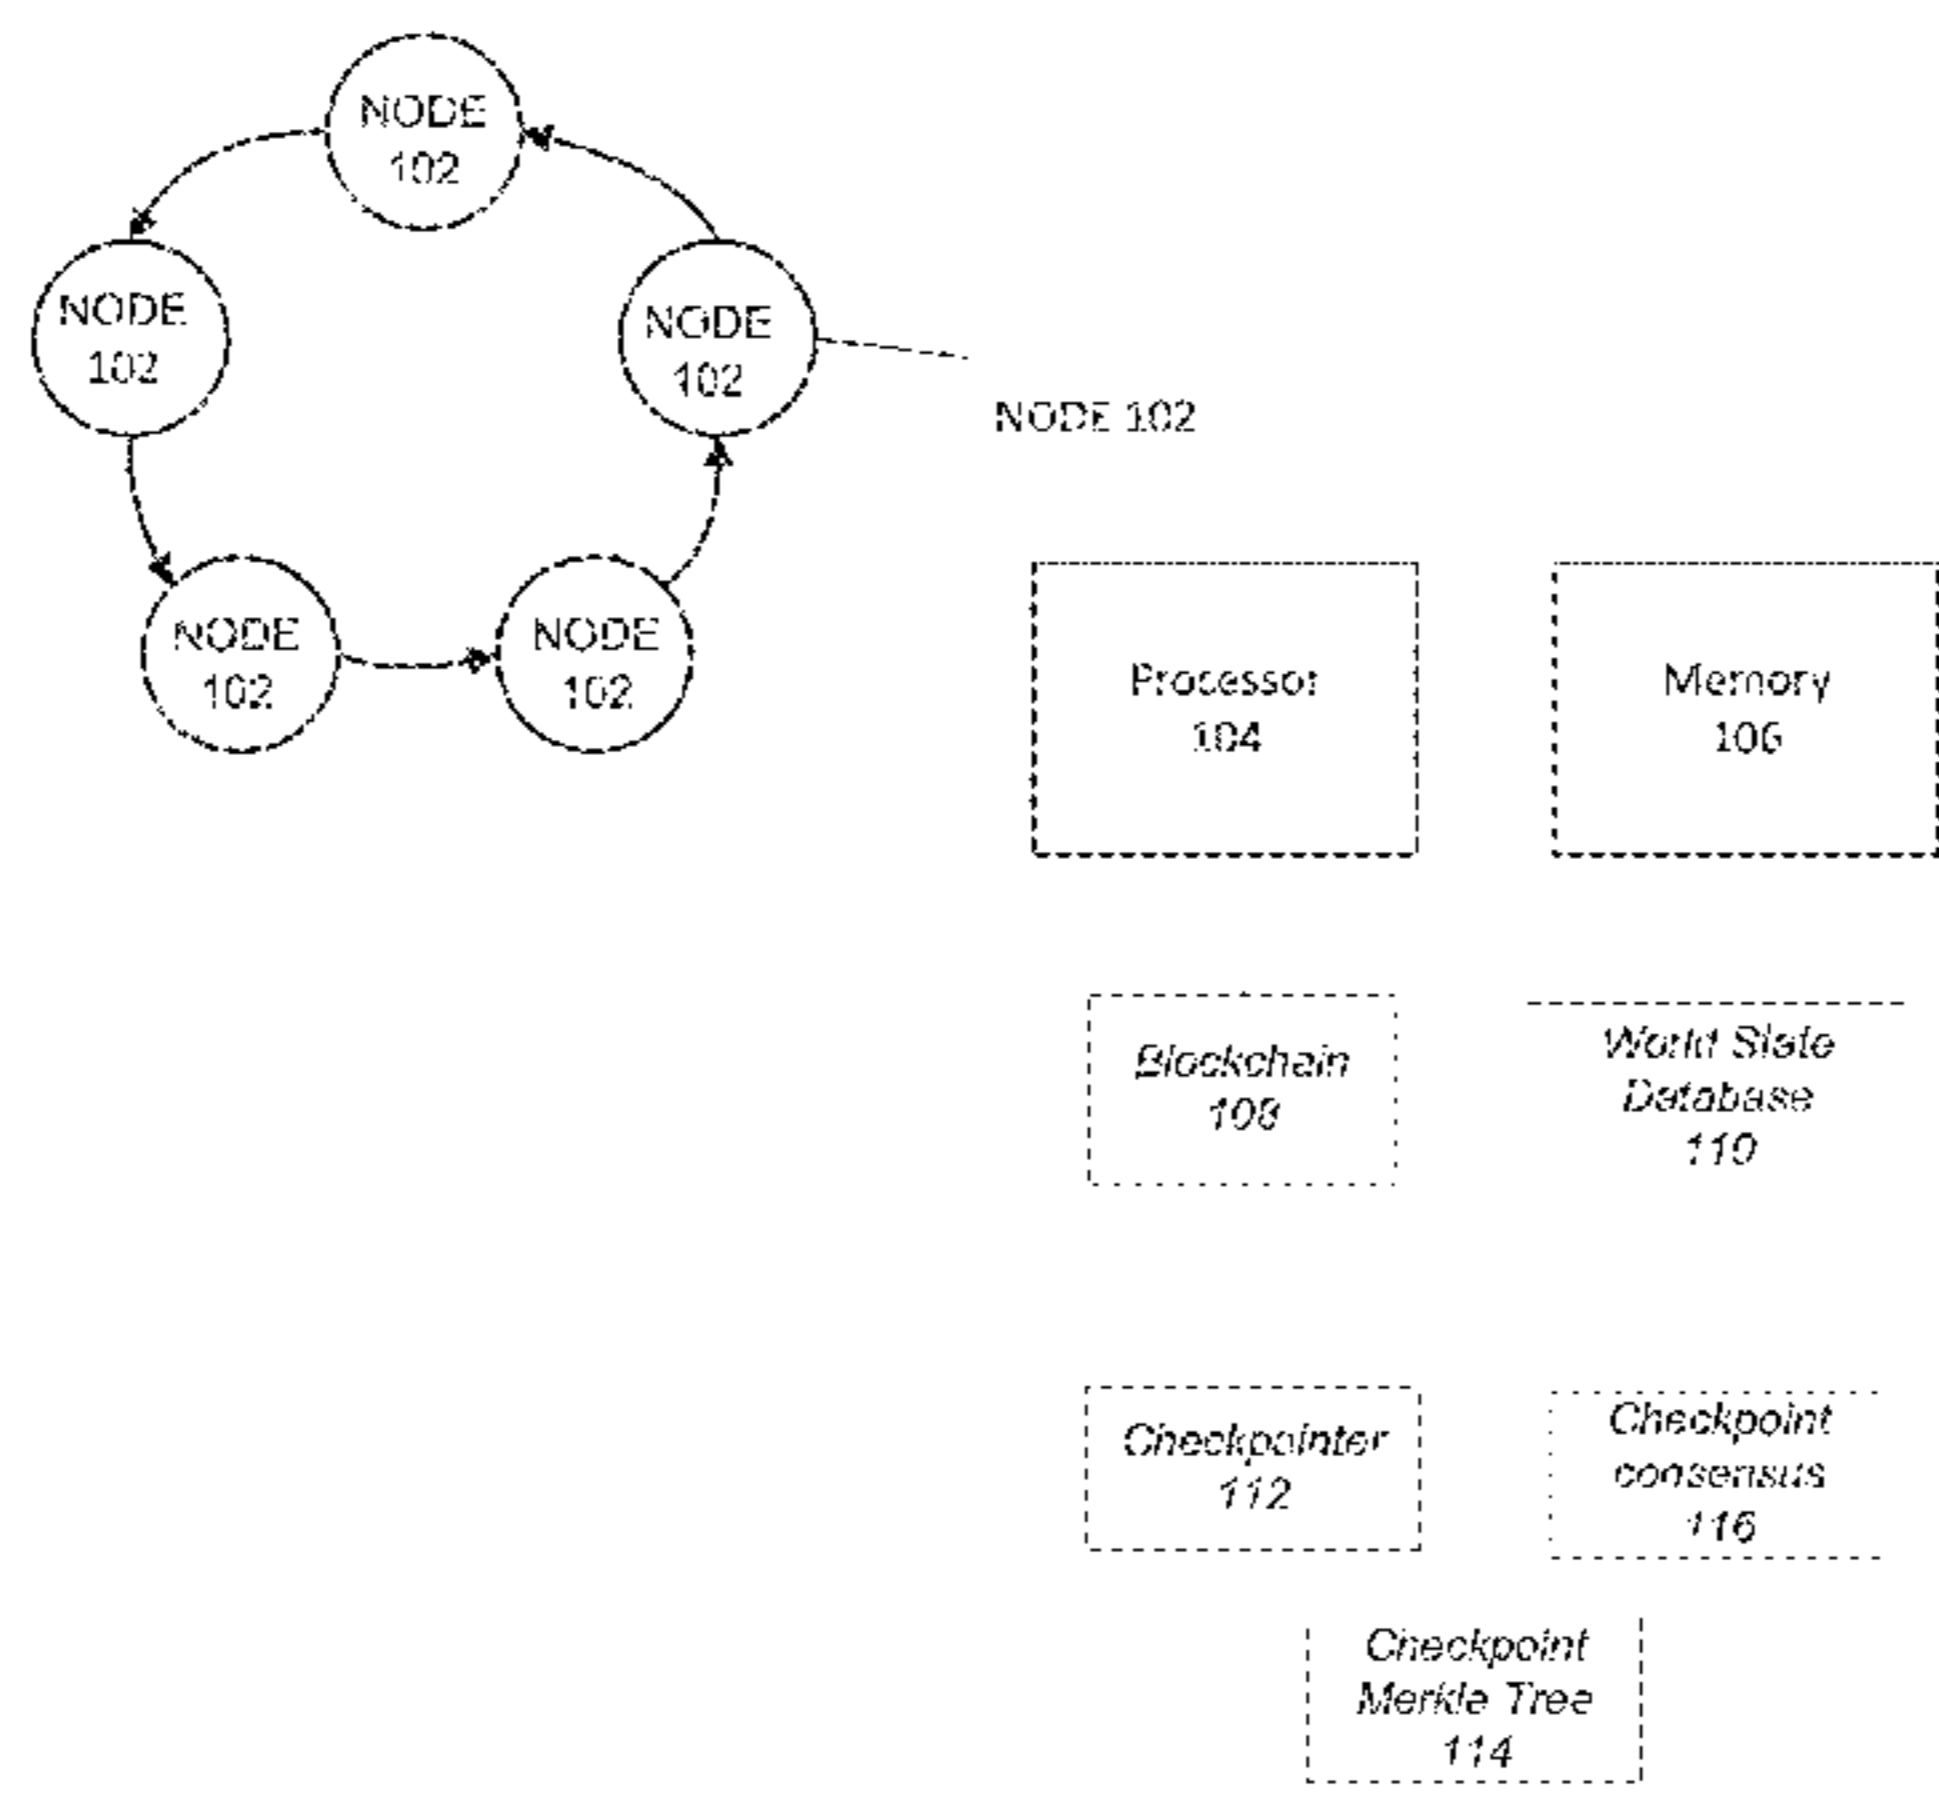 NODE
102
NODE
102
NODE
102
NODE 102
NODE
102
NODE
102
Processor
104
Memory
106
Blockchain
108
World State
Database
110
Checkpointer
112
Checkpoint
consensus
116
Checkpoint
Merkle Tree
114